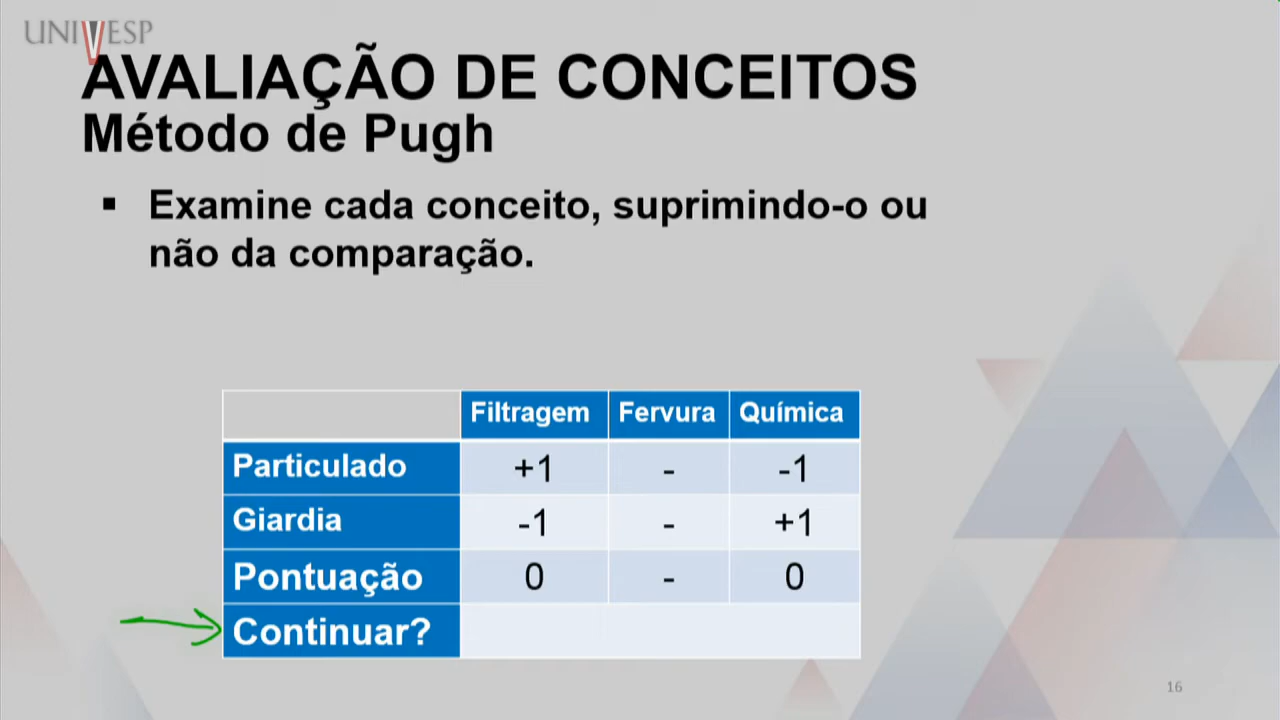 UNIVESP
AVALIAÇÃO DE CONCEITOS
Método de Pugh
▪ Examine cada conceito, suprimindo-o ou
não da comparação.
Filtragem Fervura Química
Particulado +1 - -1
Giardia -1 - +1
Pontuação 0 - 0
Continuar?
16